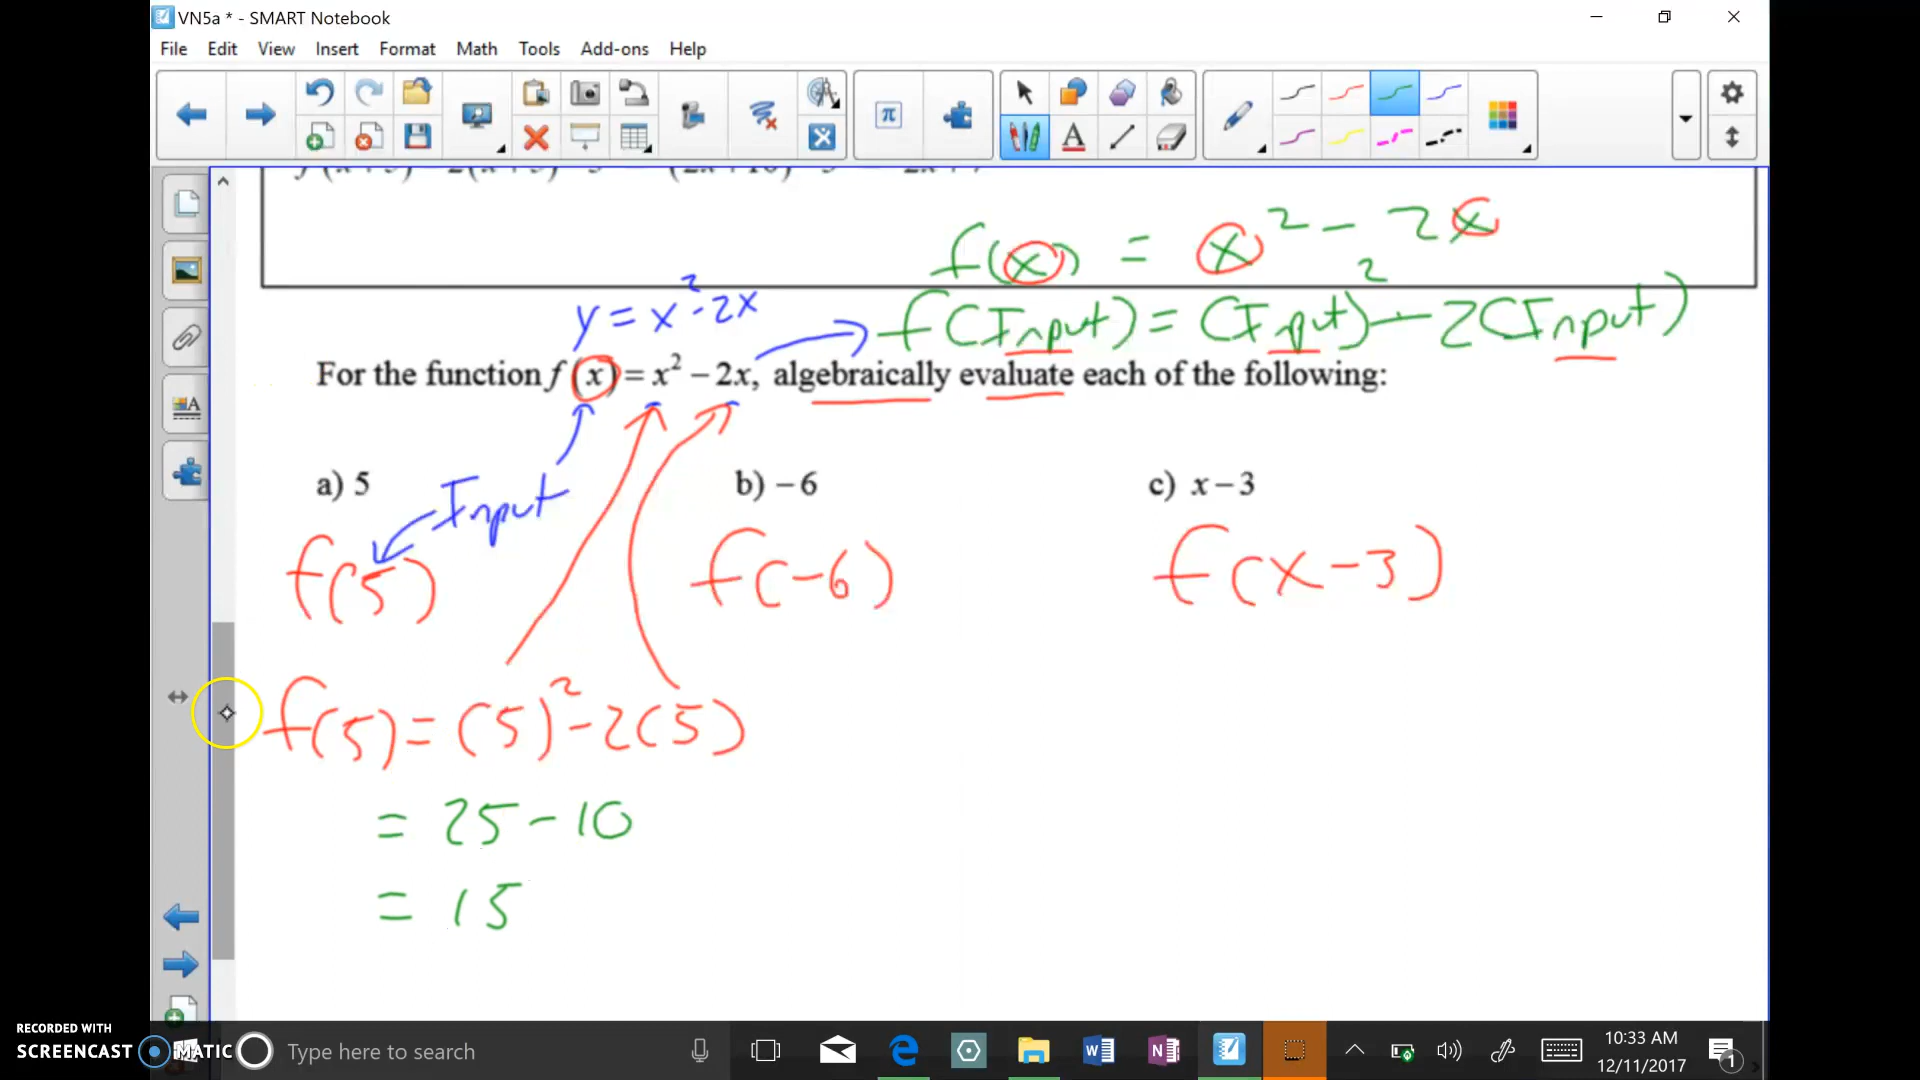 VN5a * - SMART Notebook
File Edit View Insert Format Math Tools Add-ons Help
f(x) = x² - 2x
y = x² - 2x
f(Input) = (Input)² - 2(Input)
For the function f(x) = x² − 2x, algebraically evaluate each of the following:
a) 5
b) −6
c) x − 3
Input
f(5)
f(-6)
f(x-3)
f(5) = (5)² - 2(5)
= 25 - 10
= 15
RECORDED WITH
SCREENCAST MATIC
Type here to search
10:33 AM
12/11/2017
1